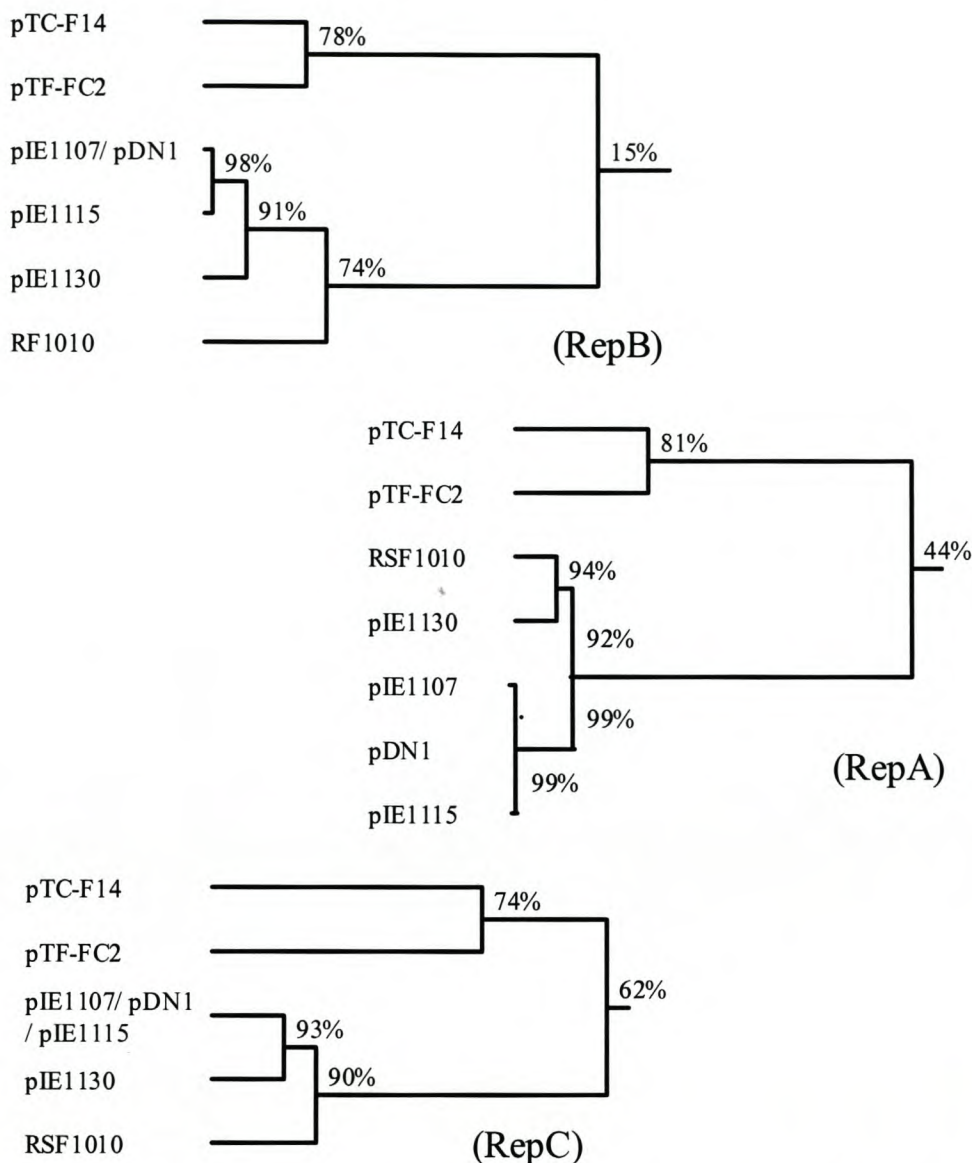 pTC-F14
78%
pTF-FC2
15%
pIE1107/ pDN1
98%
pIE1115
91%
pIE1130
74%
RF1010
(RepB)
pTC-F14
81%
pTF-FC2
44%
RSF1010
94%
pIE1130
92%
pIE1107
99%
pDN1
99%
pIE1115
(RepA)
pTC-F14
74%
pTF-FC2
62%
pIE1107/ pDN1
/ pIE1115
93%
pIE1130
90%
RSF1010
(RepC)